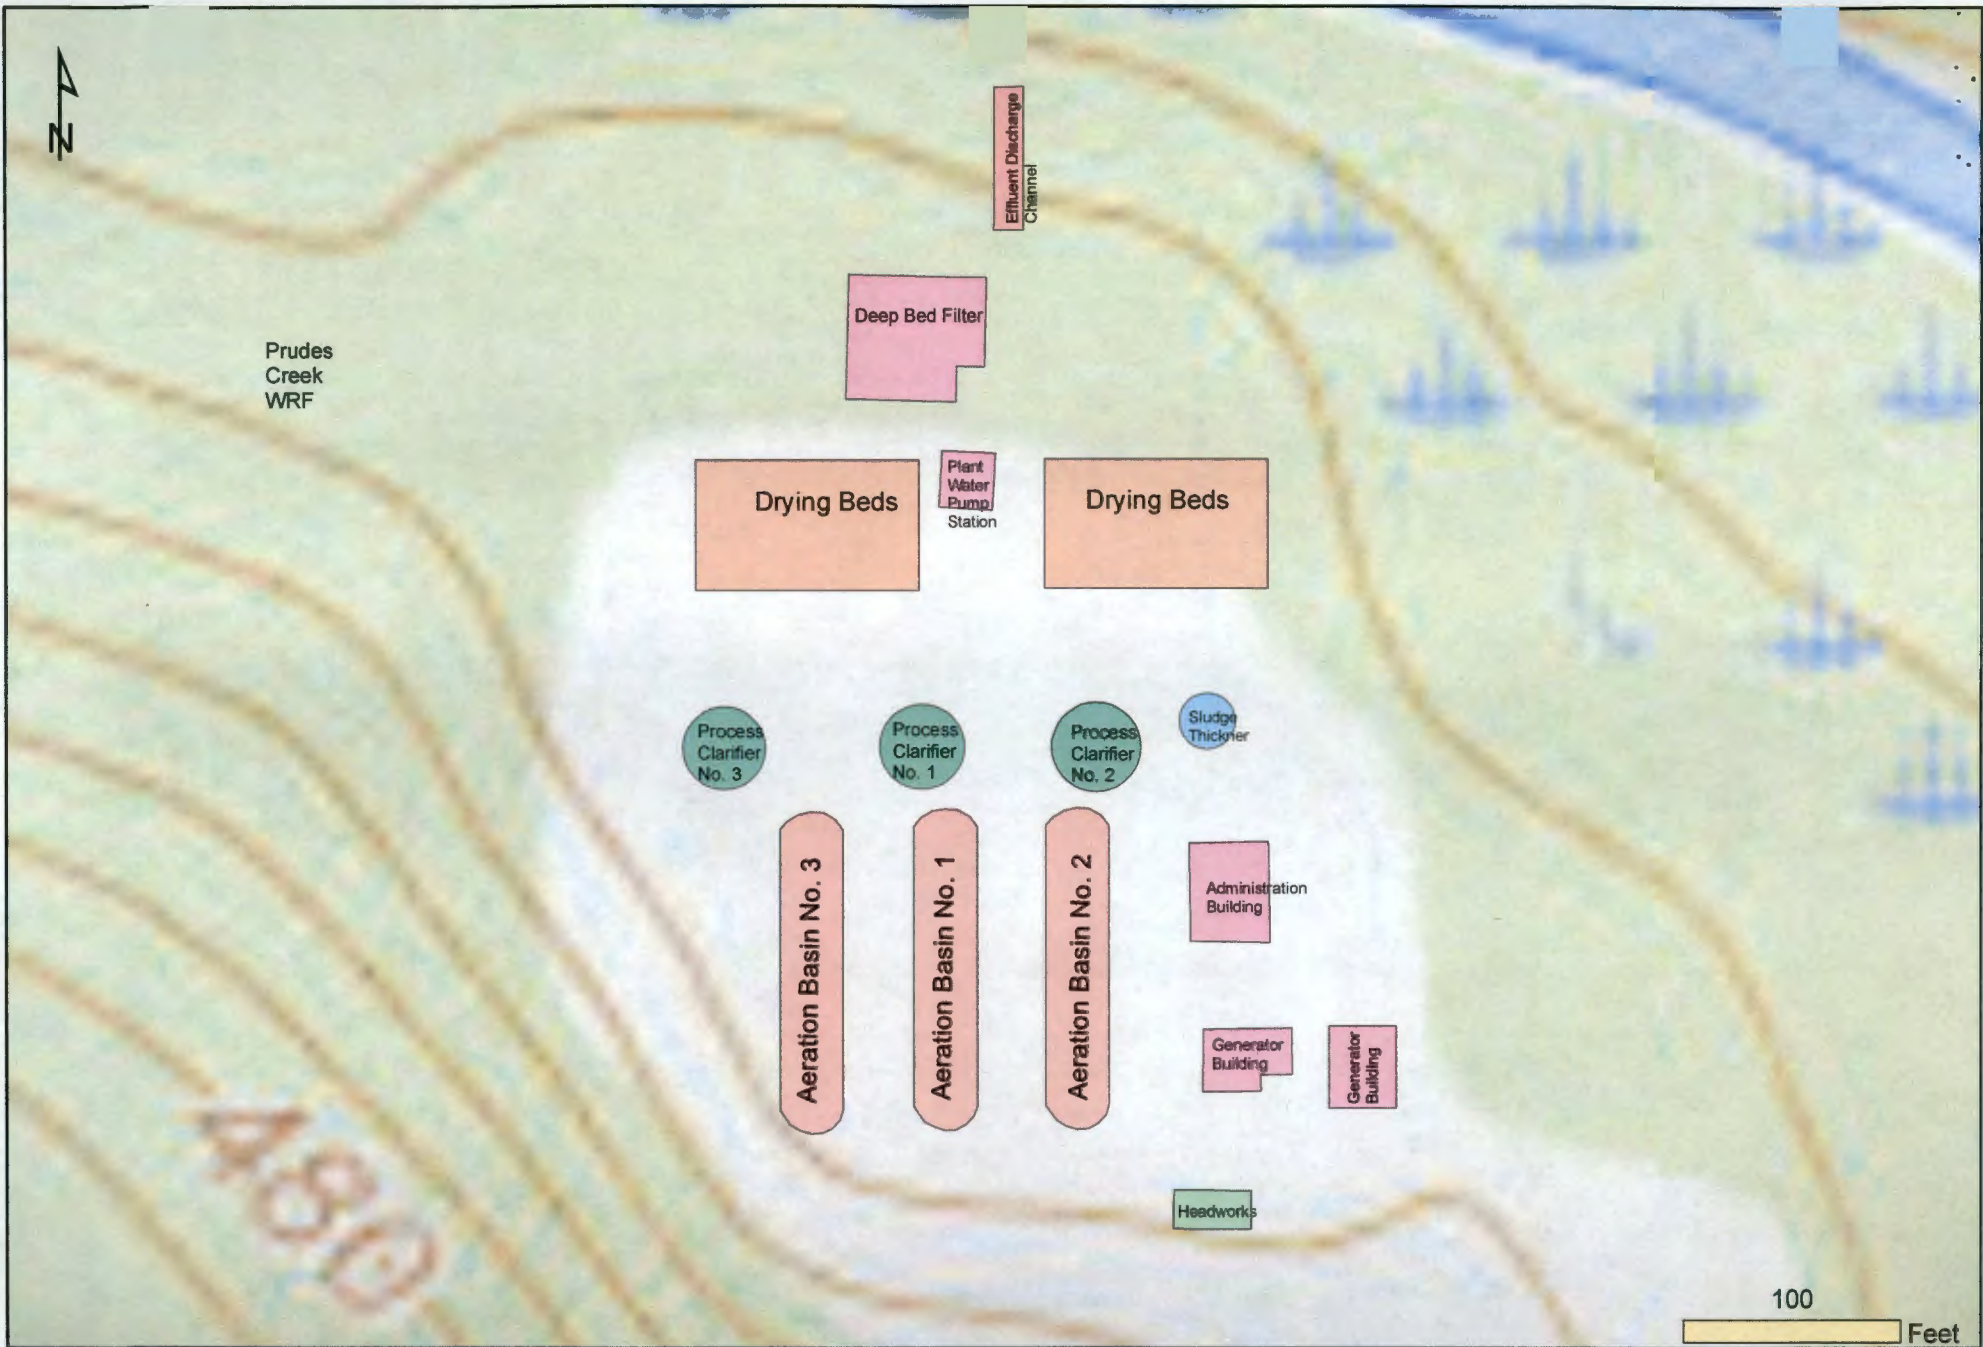 N
Effluent Discharge
Channel
Deep Bed Filter
Prudes
Creek
WRF
Drying Beds
Plant
Water
Pump
Station
Drying Beds
Process
Clarifier
No. 3
Process
Clarifier
No. 1
Process
Clarifier
No. 2
Sludge
Thickner
Aeration Basin No. 3
Aeration Basin No. 1
Aeration Basin No. 2
Administration
Building
Generator
Building
Generator
Building
480
Headworks
100
Feet